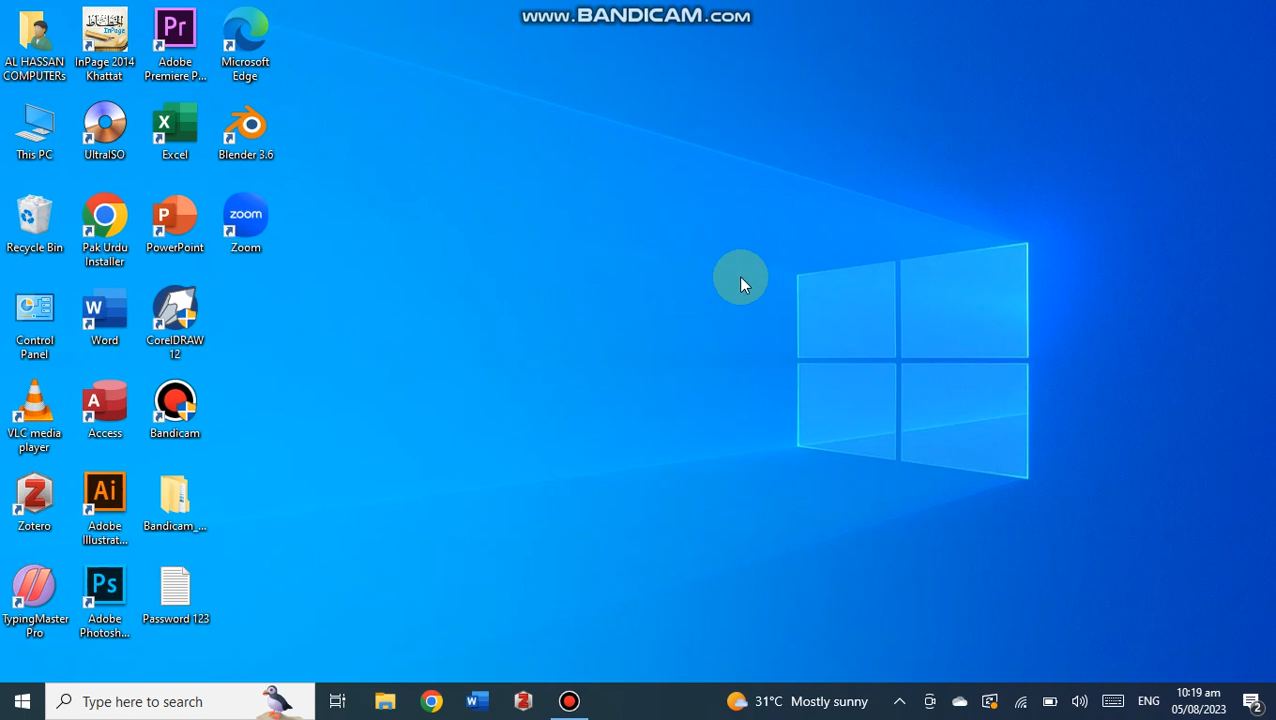 www.BANDICAM.com
AL HASSAN
COMPUTERs
InPage 2014
Khattat
Pr
Adobe
Premiere P...
Microsoft
Edge
This PC
UltraISO
X
Excel
Blender 3.6
Recycle Bin
Pak Urdu
Installer
P
PowerPoint
zoom
Zoom
Control
Panel
W
Word
CorelDRAW
12
VLC media
player
A
Access
Bandicam
Z
Zotero
Ai
Adobe
Illustrat...
Bandicam_...
TypingMaster
Pro
Ps
Adobe
Photosh...
Password 123
Type here to search
31°C Mostly sunny
ENG
10:19 am
05/08/2023
2